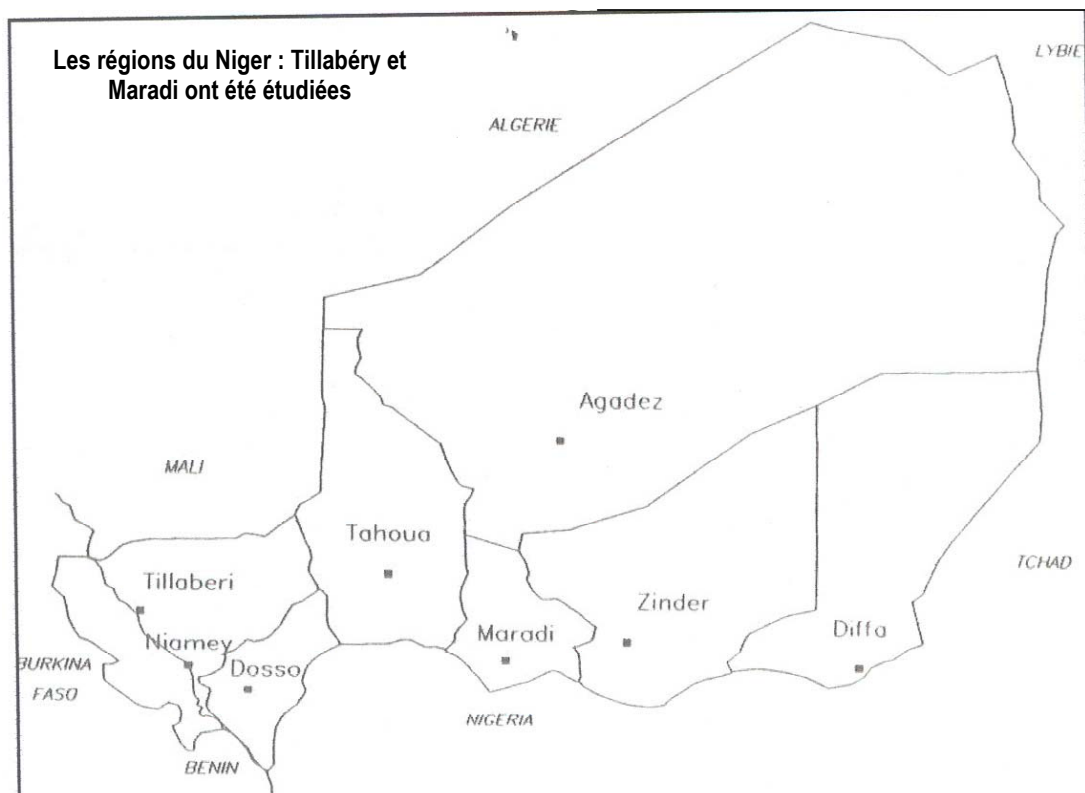 Les régions du Niger : Tillabéry et
Maradi ont été étudiées
LYBIE
ALGERIE
Agadez
MALI
Tahoua
TCHAD
Tillaberi
Zinder
Diffa
Maradi
Niamey
Dosso
BURKINA
FASO
NIGERIA
BENIN